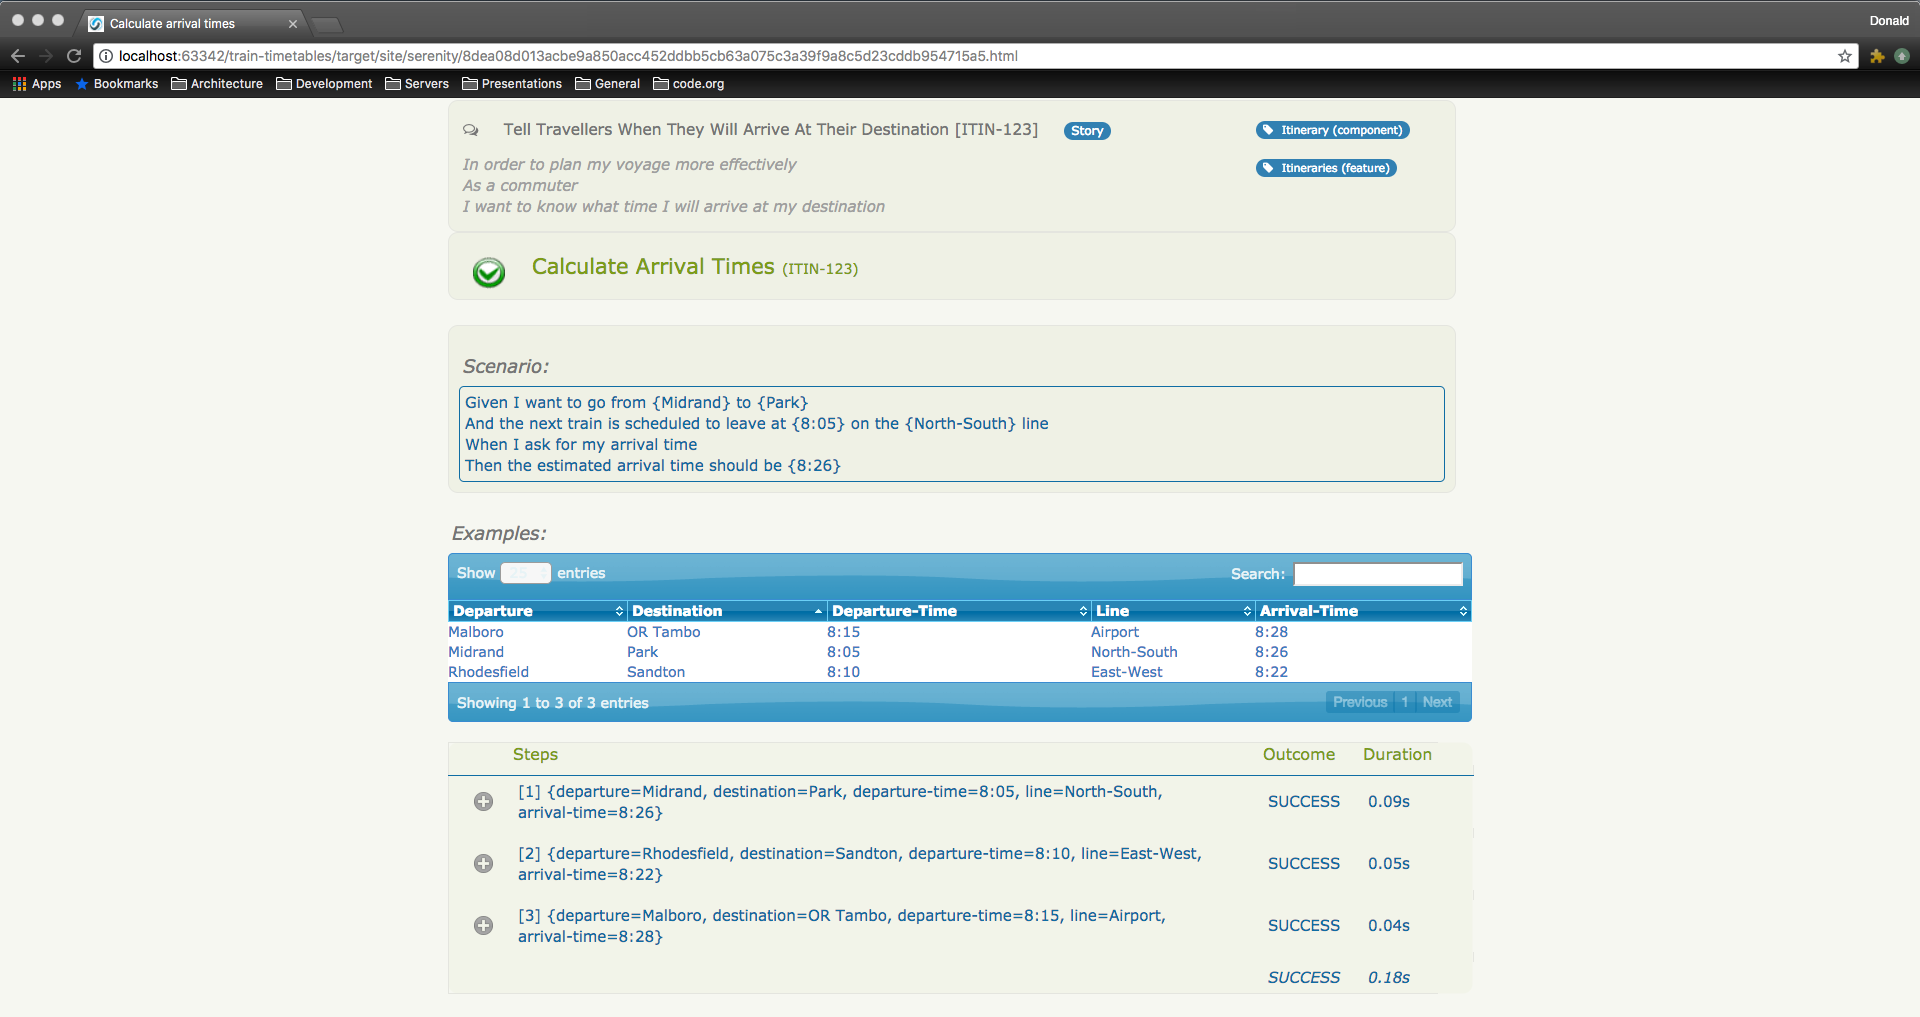 Calculate arrival times
Donald
localhost:63342/train-timetables/target/site/serenity/8dea08d013acbe9a850acc452ddbb5cb63a075c3a39f9a8c5d23cddb954715a5.html
Apps Bookmarks Architecture Development Servers Presentations General code.org
Tell Travellers When They Will Arrive At Their Destination [ITIN-123] Story Itinerary (component)
In order to plan my voyage more effectively Itineraries (feature)
As a commuter
I want to know what time I will arrive at my destination
Calculate Arrival Times (ITIN-123)
Scenario:
Given I want to go from {Midrand} to {Park}
And the next train is scheduled to leave at {8:05} on the {North-South} line
When I ask for my arrival time
Then the estimated arrival time should be {8:26}
Examples:
Show 25 entries Search:
Departure Destination Departure-Time Line Arrival-Time
Malboro OR Tambo 8:15 Airport 8:28
Midrand Park 8:05 North-South 8:26
Rhodesfield Sandton 8:10 East-West 8:22
Showing 1 to 3 of 3 entries Previous 1 Next
Steps Outcome Duration
[1] {departure=Midrand, destination=Park, departure-time=8:05, line=North-South,
arrival-time=8:26} SUCCESS 0.09s
[2] {departure=Rhodesfield, destination=Sandton, departure-time=8:10, line=East-West,
arrival-time=8:22} SUCCESS 0.05s
[3] {departure=Malboro, destination=OR Tambo, departure-time=8:15, line=Airport,
arrival-time=8:28} SUCCESS 0.04s
SUCCESS 0.18s